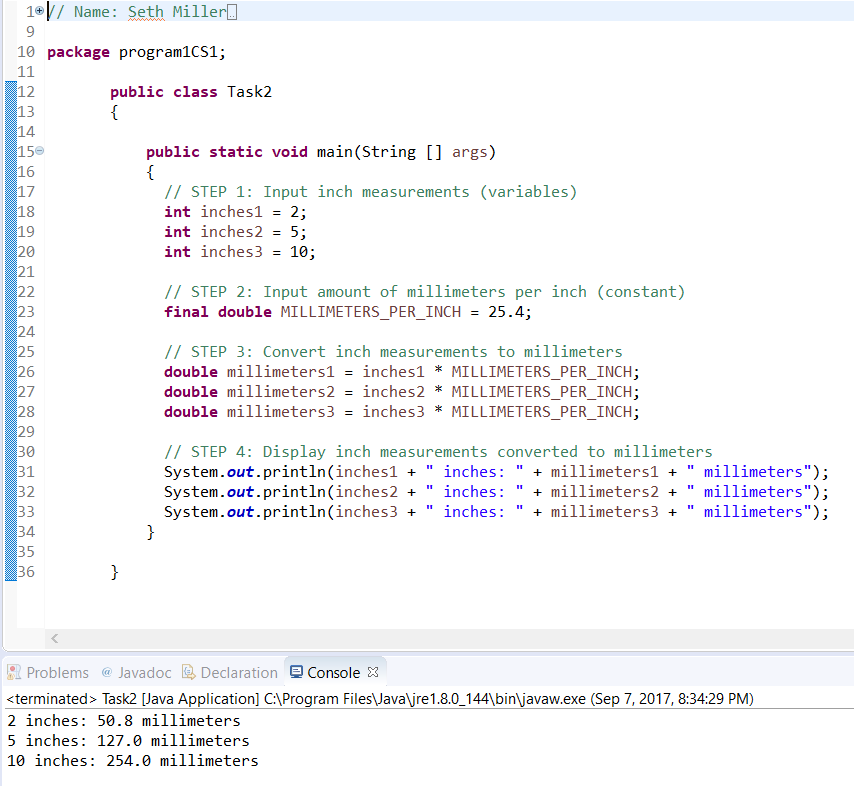 1 // Name: Seth Miller
9
10 package program1CS1;
11
12 public class Task2
13 {
14
15 public static void main(String [] args)
16 {
17 // STEP 1: Input inch measurements (variables)
18 int inches1 = 2;
19 int inches2 = 5;
20 int inches3 = 10;
21
22 // STEP 2: Input amount of millimeters per inch (constant)
23 final double MILLIMETERS_PER_INCH = 25.4;
24
25 // STEP 3: Convert inch measurements to millimeters
26 double millimeters1 = inches1 * MILLIMETERS_PER_INCH;
27 double millimeters2 = inches2 * MILLIMETERS_PER_INCH;
28 double millimeters3 = inches3 * MILLIMETERS_PER_INCH;
29
30 // STEP 4: Display inch measurements converted to millimeters
31 System.out.println(inches1 + " inches: " + millimeters1 + " millimeters");
32 System.out.println(inches2 + " inches: " + millimeters2 + " millimeters");
33 System.out.println(inches3 + " inches: " + millimeters3 + " millimeters");
34 }
35
36 }
Problems @ Javadoc Declaration Console
<terminated> Task2 [Java Application] C:\Program Files\Java\jre1.8.0_144\bin\javaw.exe (Sep 7, 2017, 8:34:29 PM)
2 inches: 50.8 millimeters
5 inches: 127.0 millimeters
10 inches: 254.0 millimeters